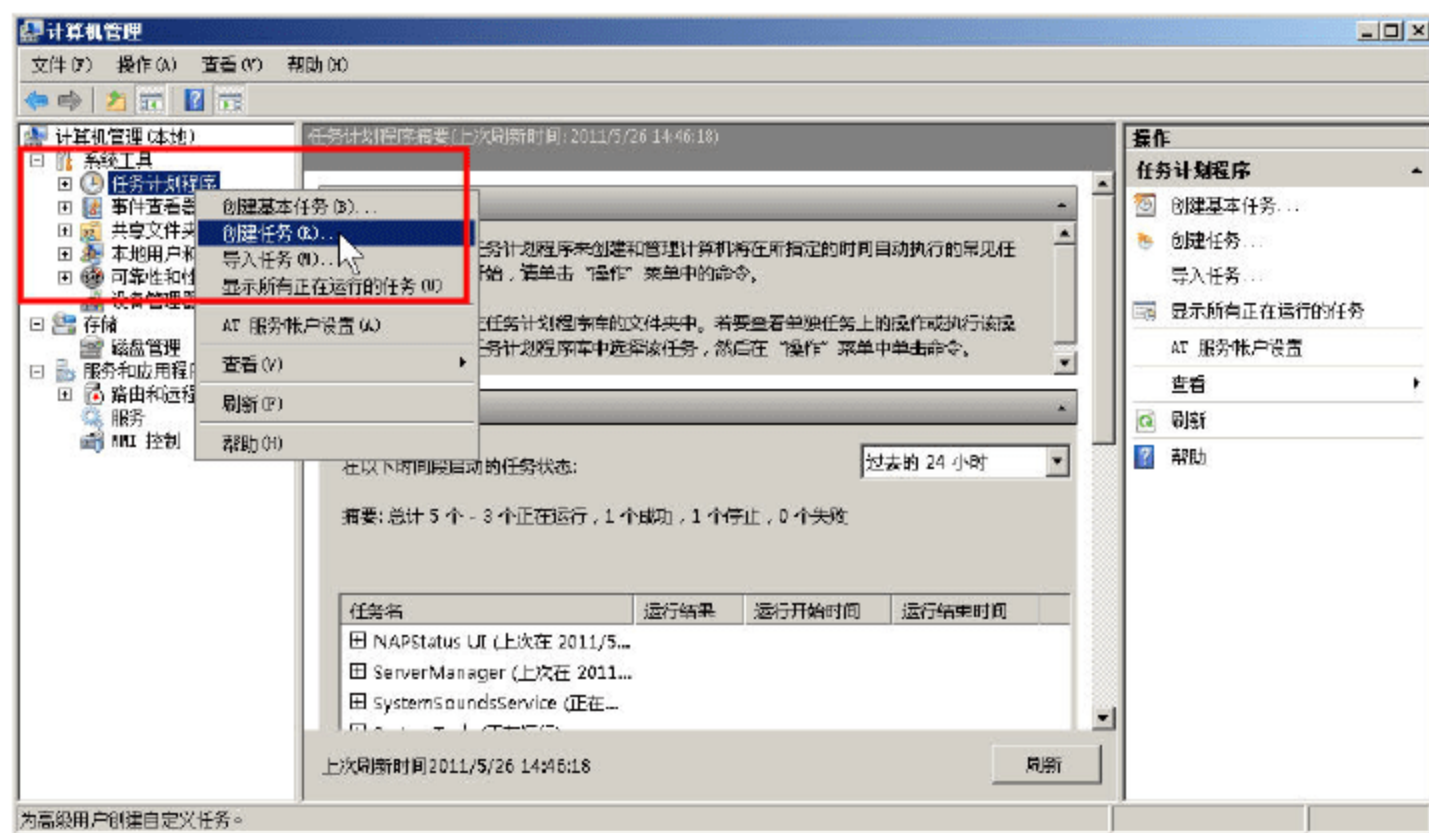 计算机管理
文件(F) 操作(A) 查看(V) 帮助(H)
计算机管理(本地)
系统工具
任务计划程序
事件查看器
共享文件夹
本地用户和
可靠性和性
设备管理器
存储
磁盘管理
服务和应用程序
路由和远程
服务
WMI 控制
创建基本任务(B)...
创建任务(R)...
导入任务(M)...
显示所有正在运行的任务(U)
AT 服务帐户设置(A)
查看(V)
刷新(F)
帮助(H)
任务计划程序摘要(上次刷新时间: 2011/5/26 14:46:18)
任务计划程序来创建和管理计算机将在所指定的时间自动执行的常见任
开始，请单击“操作”菜单中的命令。
在任务计划程序库的文件夹中。若要查看单独任务上的操作或执行该操
任务计划程序库中选择该任务，然后在“操作”菜单中单击命令。
在以下时间段启动的任务状态:
过去的 24 小时
摘要: 总计 5 个 - 3 个正在运行，1 个成功，1 个停止，0 个失败
任务名 运行结果 运行开始时间 运行结束时间
NAPStatus UI (上次在 2011/5...
ServerManager (上次在 2011...
SystemSoundsService (正在...
上次刷新时间2011/5/26 14:46:18
刷新
操作
任务计划程序
创建基本任务...
创建任务...
导入任务...
显示所有正在运行的任务
AT 服务帐户设置
查看
刷新
帮助
为高级用户创建自定义任务。